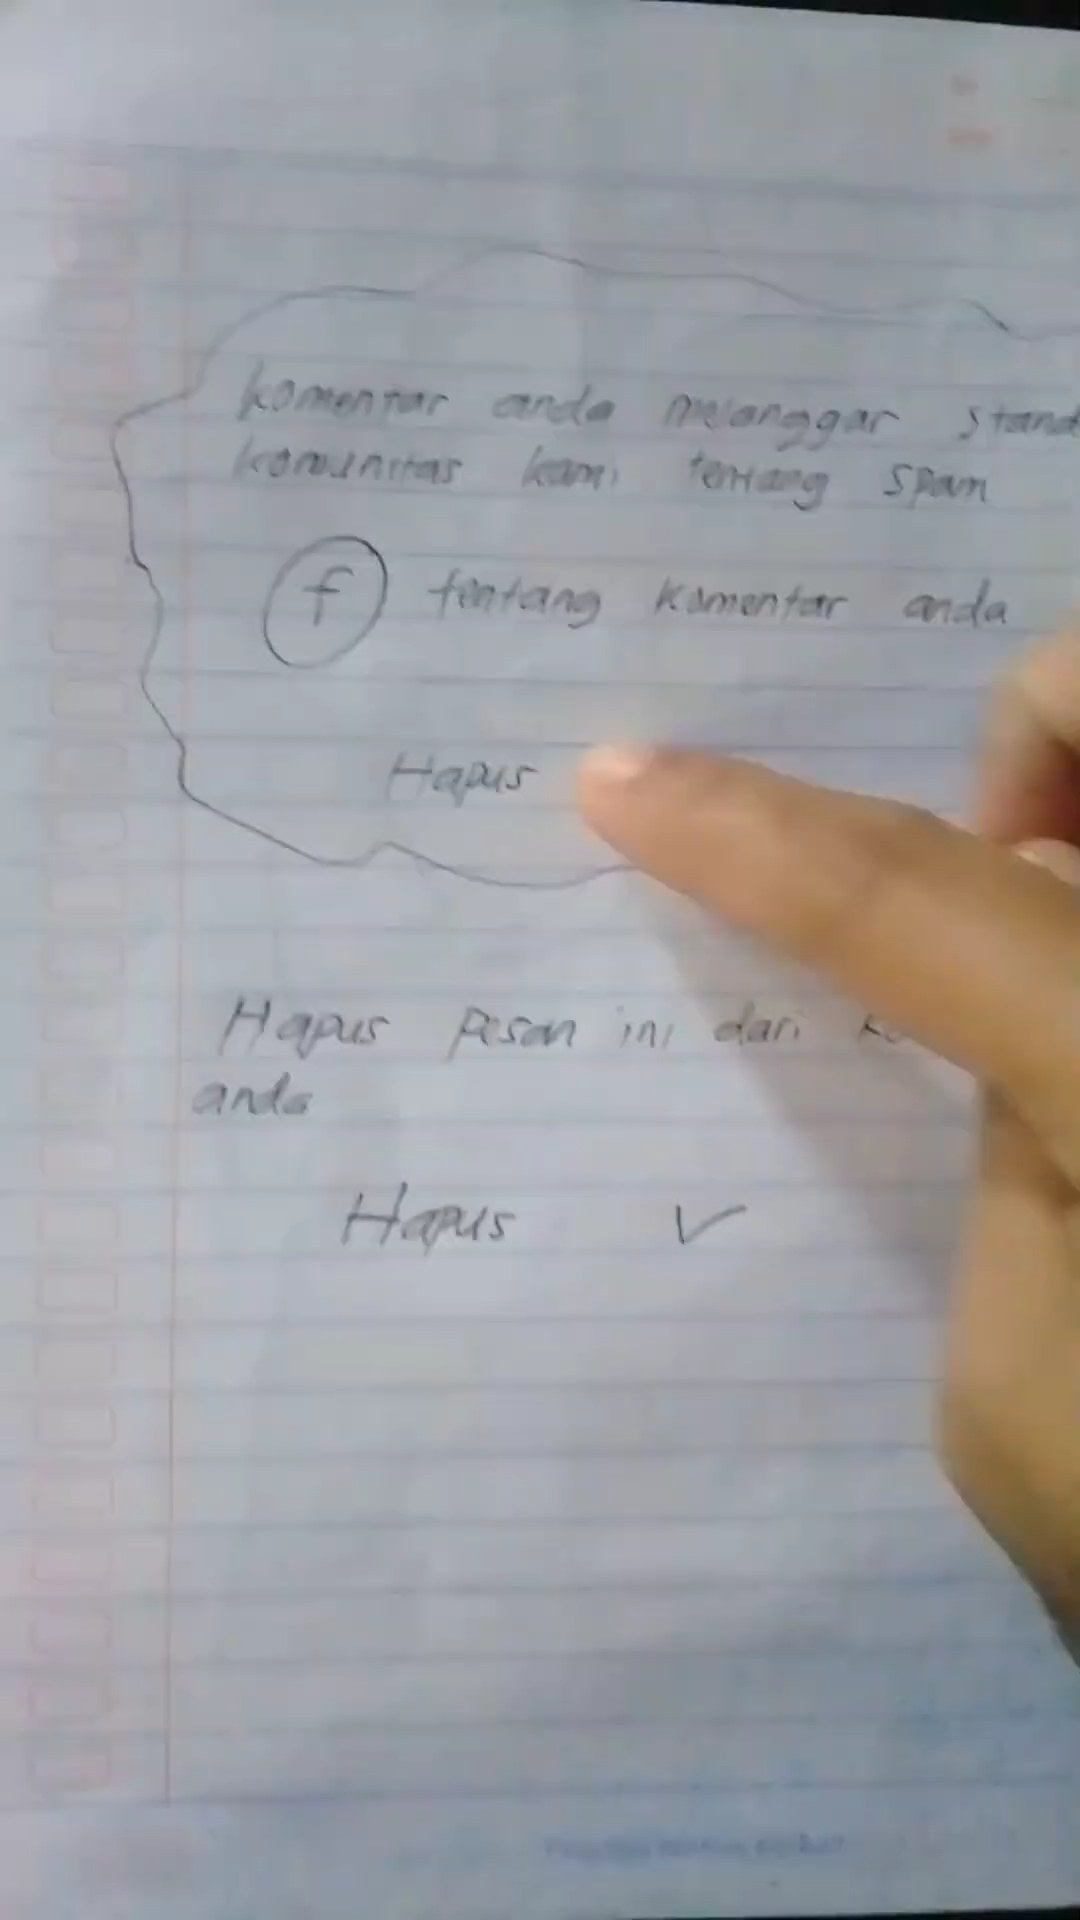 komentar anda melanggar stand
komunitas kami tentang spam
f tentang komentar anda
Hapus
Hapus pesan ini dari
anda
Hapus ✓